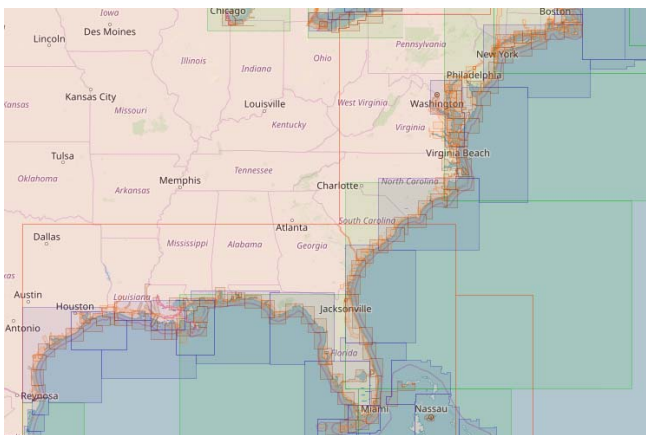 Iowa
Chicago
Boston
Des Moines
Lincoln
Pennsylvania
New York
Illinois
Indiana
Ohio
Philadelphia
Kansas City
Washington
Kansas
Missouri
Louisville
West Virginia
Kentucky
Virginia
Virginia Beach
Tulsa
Oklahoma
Memphis
Tennessee
Charlotte
North Carolina
Arkansas
South Carolina
Atlanta
Dallas
Mississippi
Alabama
Georgia
Austin
Louisiana
Houston
Jacksonville
Antonio
Florida
Reynosa
Miami
Nassau